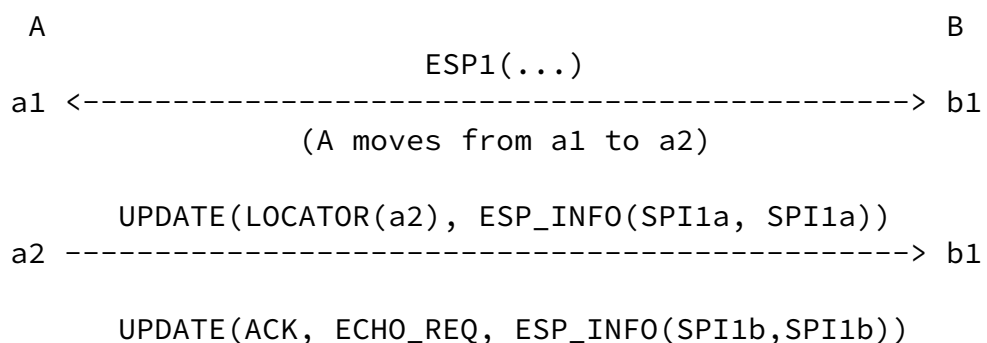 A B
ESP1(...)
a1 <-----------------------------------------------> b1
(A moves from a1 to a2)
UPDATE(LOCATOR(a2), ESP_INFO(SPI1a, SPI1a))
a2 -----------------------------------------------> b1
UPDATE(ACK, ECHO_REQ, ESP_INFO(SPI1b,SPI1b))